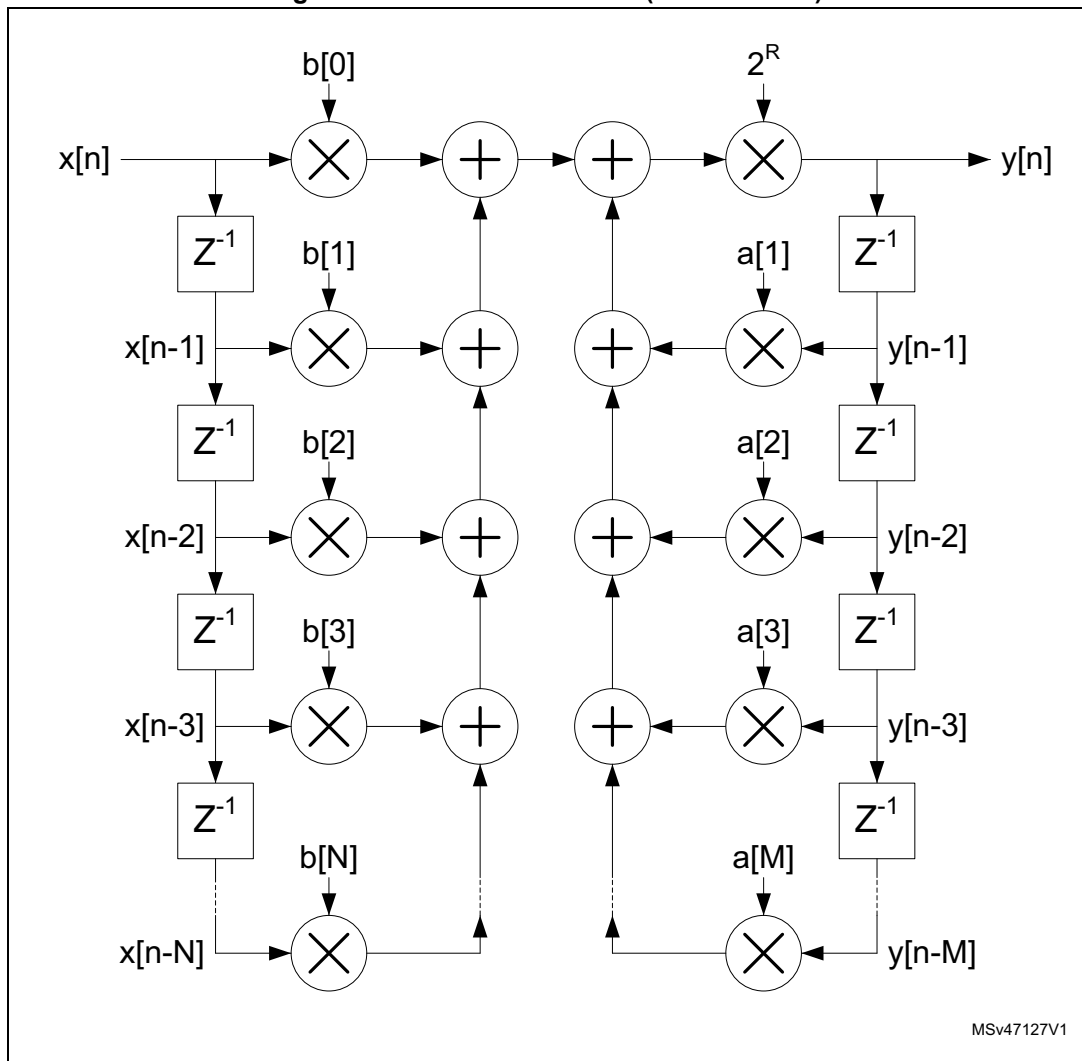 b[0] 2^R
x[n] y[n]
Z^-1 Z^-1
b[1] a[1]
x[n-1] y[n-1]
Z^-1 Z^-1
b[2] a[2]
x[n-2] y[n-2]
Z^-1 Z^-1
b[3] a[3]
x[n-3] y[n-3]
Z^-1 Z^-1
b[N] a[M]
x[n-N] y[n-M]
MSv47127V1